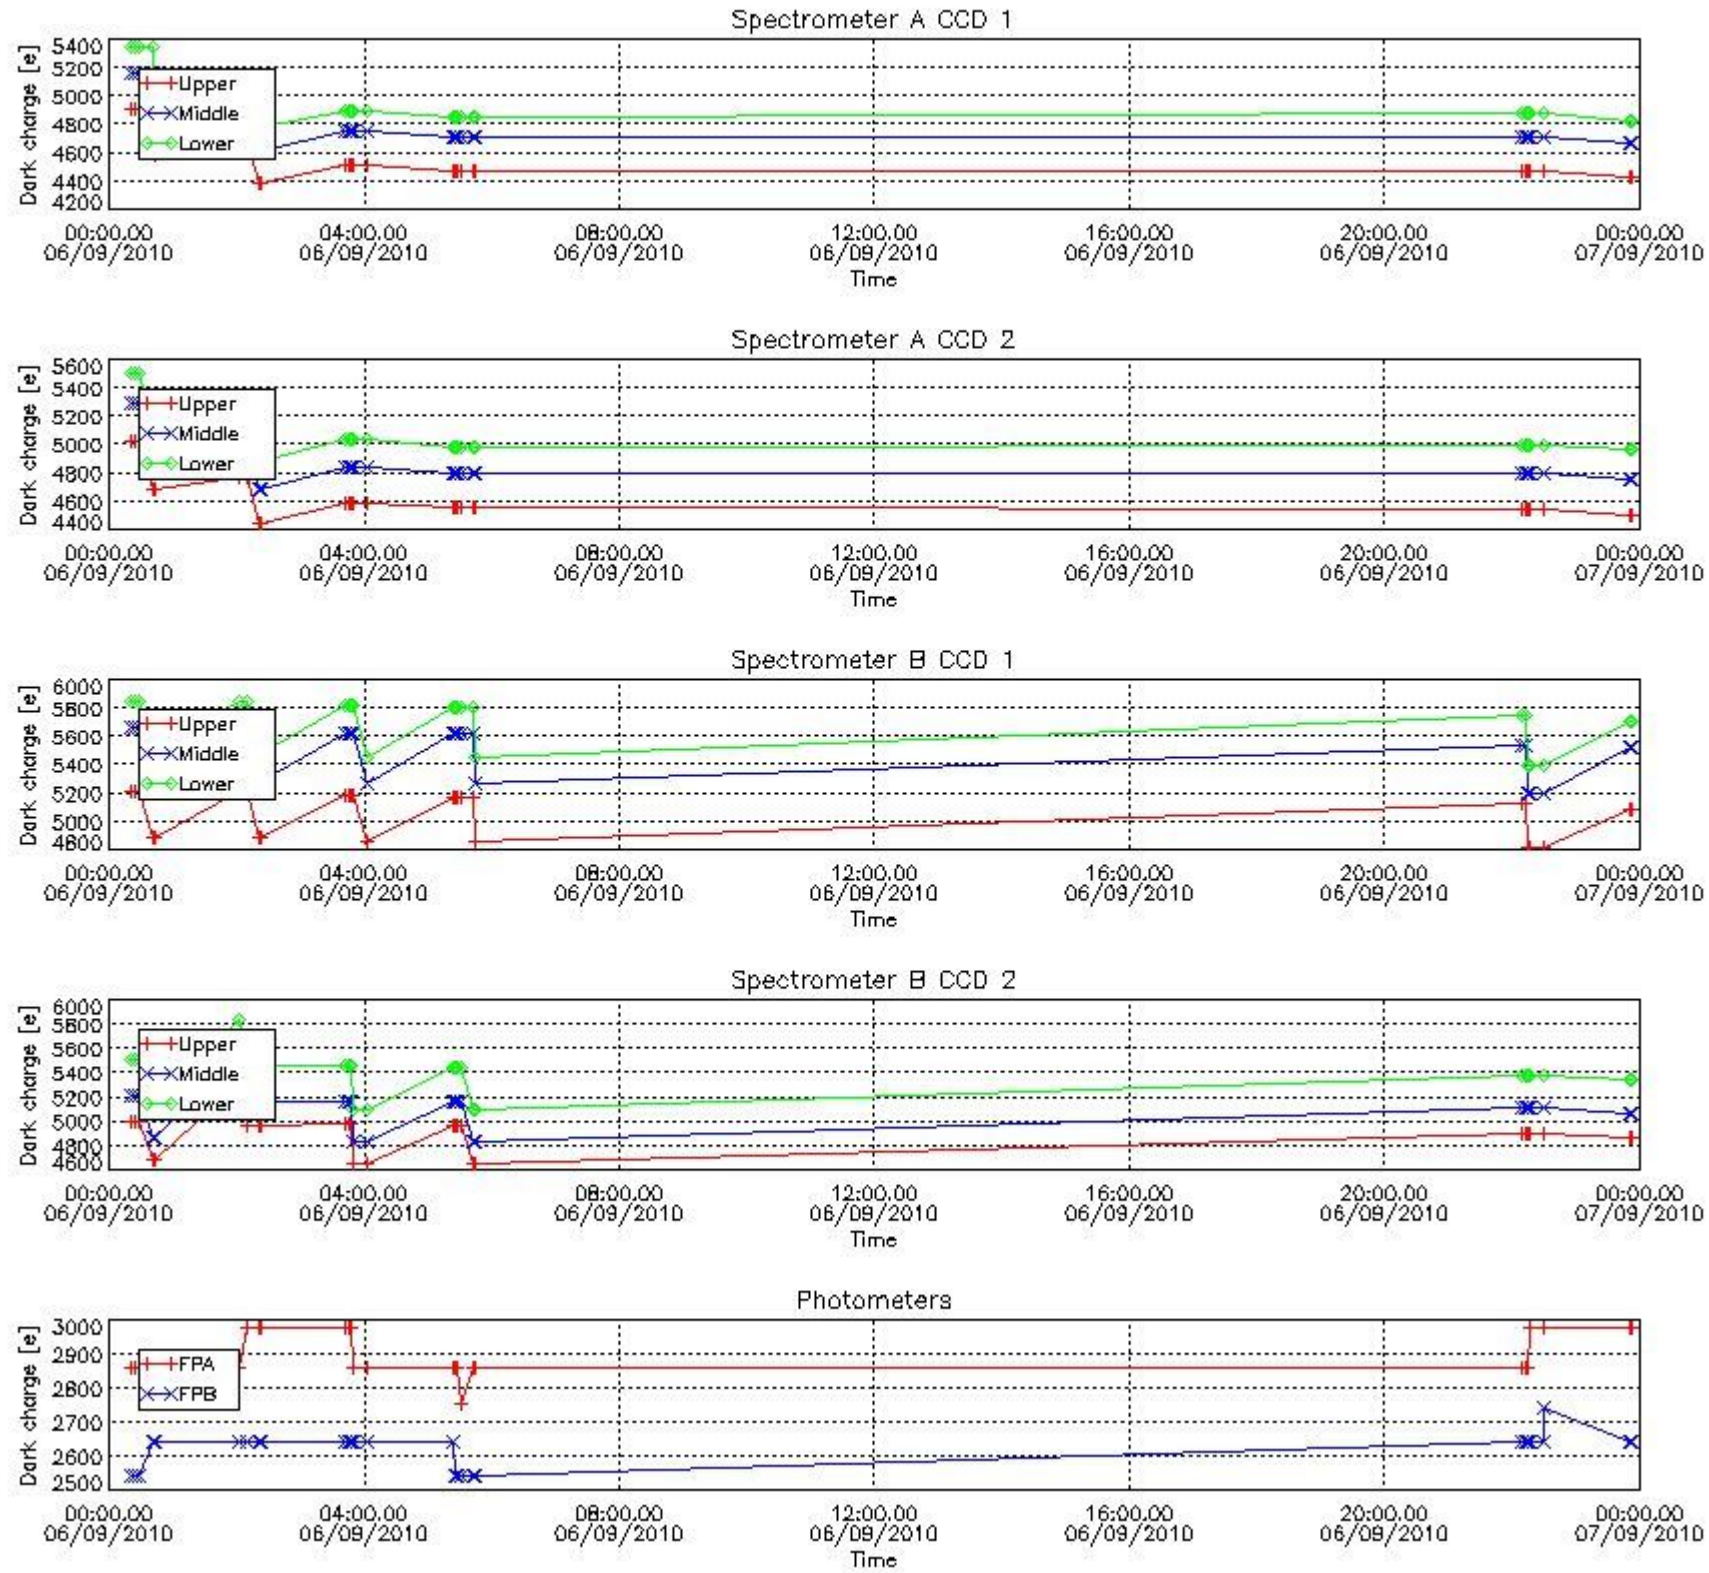 Spectrometer A CCD 1
Dark charge [e]
5400
5200
5000
4800
4600
4400
4200
Upper
Middle
Lower
00:00.00 04:00.00 08:00.00 12:00.00 16:00.00 20:00.00 00:00.00
06/09/2010 06/09/2010 06/09/2010 06/09/2010 06/09/2010 06/09/2010 07/09/2010
Time
Spectrometer A CCD 2
Dark charge [e]
5600
5400
5200
5000
4800
4600
4400
Upper
Middle
Lower
00:00.00 04:00.00 08:00.00 12:00.00 16:00.00 20:00.00 00:00.00
06/09/2010 06/09/2010 06/09/2010 06/09/2010 06/09/2010 06/09/2010 07/09/2010
Time
Spectrometer B CCD 1
Dark charge [e]
6000
5800
5600
5400
5200
5000
4800
Upper
Middle
Lower
00:00.00 04:00.00 08:00.00 12:00.00 16:00.00 20:00.00 00:00.00
06/09/2010 06/09/2010 06/09/2010 06/09/2010 06/09/2010 06/09/2010 07/09/2010
Time
Spectrometer B CCD 2
Dark charge [e]
6000
5800
5600
5400
5200
5000
4800
4600
Upper
Middle
Lower
00:00.00 04:00.00 08:00.00 12:00.00 16:00.00 20:00.00 00:00.00
06/09/2010 06/09/2010 06/09/2010 06/09/2010 06/09/2010 06/09/2010 07/09/2010
Time
Photometers
Dark charge [e]
3000
2900
2800
2700
2600
2500
FPA
FPB
00:00.00 04:00.00 08:00.00 12:00.00 16:00.00 20:00.00 00:00.00
06/09/2010 06/09/2010 06/09/2010 06/09/2010 06/09/2010 06/09/2010 07/09/2010
Time